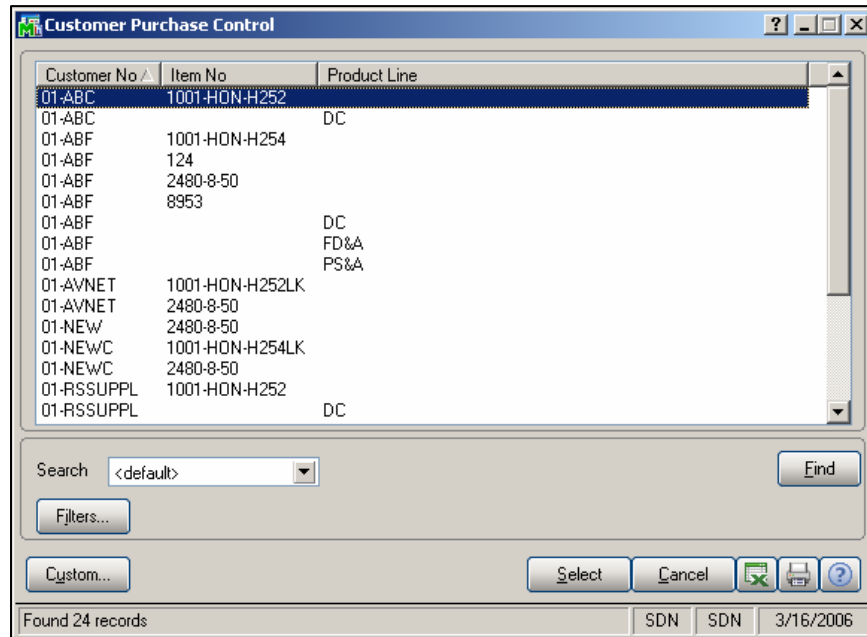 Customer Purchase Control
Customer No Item No Product Line
01-ABC 1001-HON-H252
01-ABC DC
01-ABF 1001-HON-H254
01-ABF 124
01-ABF 2480-8-50
01-ABF 8953
01-ABF DC
01-ABF FD&A
01-ABF PS&A
01-AVNET 1001-HON-H252LK
01-AVNET 2480-8-50
01-NEW 2480-8-50
01-NEWC 1001-HON-H254LK
01-NEWC 2480-8-50
01-RSSUPPL 1001-HON-H252
01-RSSUPPL DC
Search <default> Find
Filters...
Custom... Select Cancel
Found 24 records SDN SDN 3/16/2006